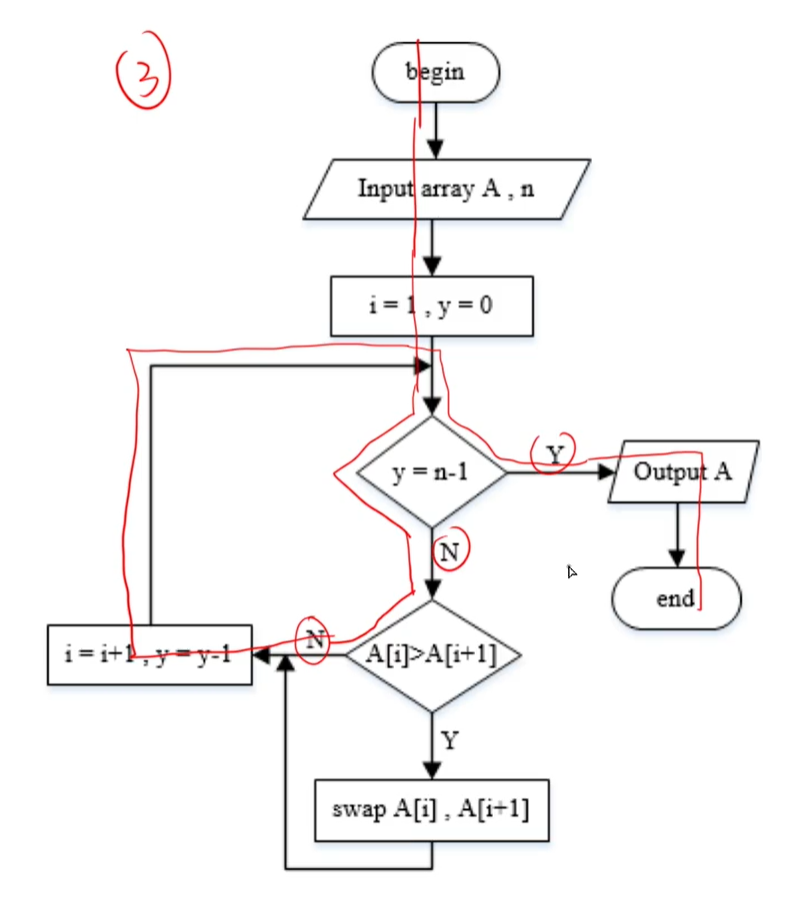 3
begin
Input array A , n
i = 1 , y = 0
y = n-1
Y
Output A
N
end
N
A[i]>A[i+1]
i = i+1 , y = y-1
Y
swap A[i] , A[i+1]